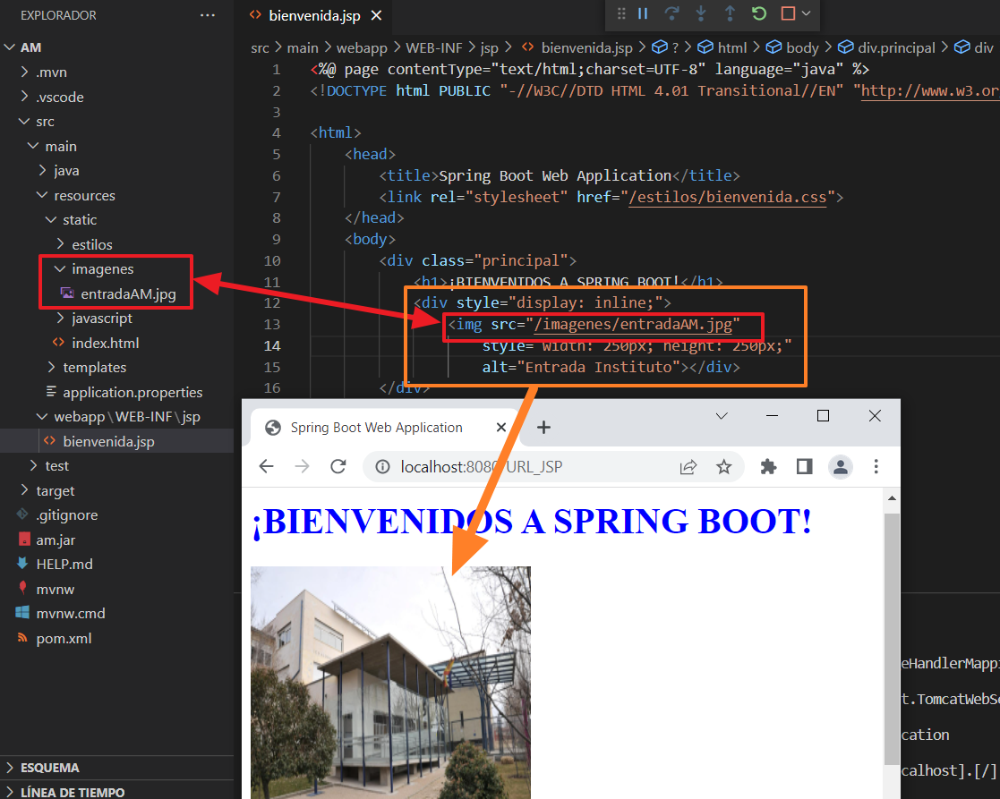 EXPLORADOR
AM
.mvn
.vscode
src
main
java
resources
static
estilos
imagenes
entradaAM.jpg
javascript
index.html
templates
application.properties
webapp\WEB-INF\jsp
bienvenida.jsp
test
target
.gitignore
am.jar
HELP.md
mvnw
mvnw.cmd
pom.xml
ESQUEMA
LÍNEA DE TIEMPO
bienvenida.jsp
src > main > webapp > WEB-INF > jsp > bienvenida.jsp > ? > html > body > div.principal > div
1 <%@ page contentType="text/html;charset=UTF-8" language="java" %>
2 <!DOCTYPE html PUBLIC "-//W3C//DTD HTML 4.01 Transitional//EN" "http://www.w3.or
3
4 <html>
5 <head>
6 <title>Spring Boot Web Application</title>
7 <link rel="stylesheet" href="/estilos/bienvenida.css">
8 </head>
9 <body>
10 <div class="principal">
11 <h1>¡BIENVENIDOS A SPRING BOOT!</h1>
12 <div style="display: inline;">
13 <img src="/imagenes/entradaAM.jpg"
14 style="width: 250px; height: 250px;"
15 alt="Entrada Instituto"></div>
16 </div>
Spring Boot Web Application
localhost:8080/URL_JSP
¡BIENVENIDOS A SPRING BOOT!
eHandlerMappi
t.TomcatWebSe
cation
calhost].[/]